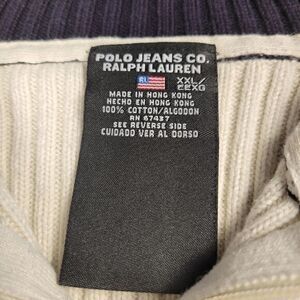 POLO JEANS CO.
RALPH LAUREN
RL XXL/
EEXG
MADE IN HONG KONG
HECHO EN HONG KONG
100% COTTON/ALGODON
RN 67437
SEE REVERSE SIDE
CUIDADO VER AL DORSO